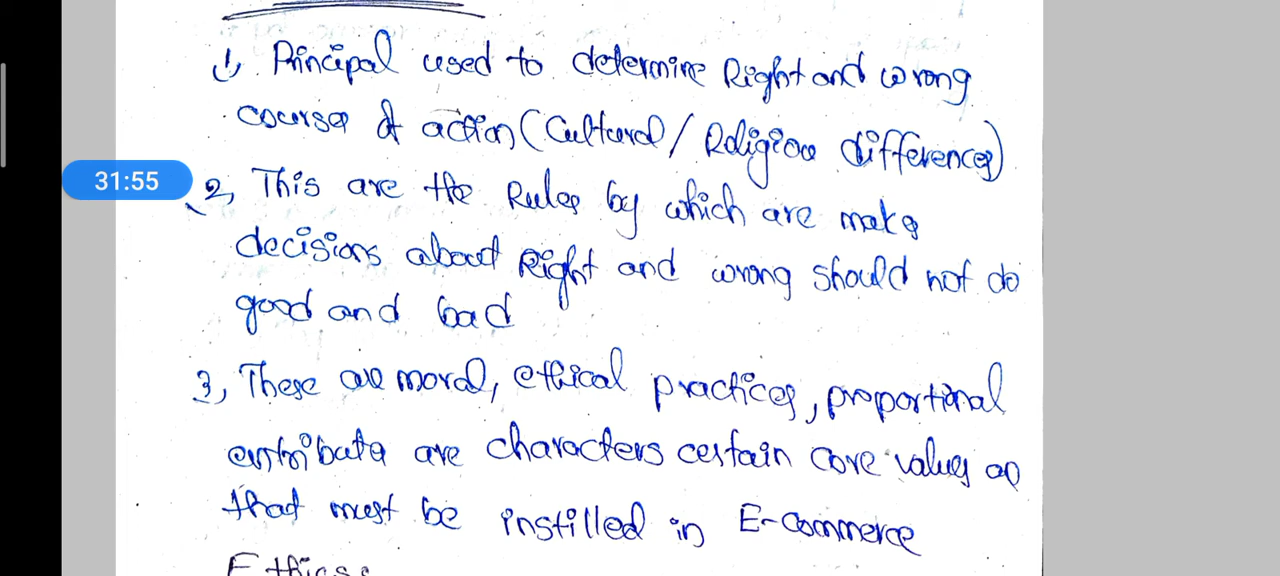 1, Principal used to determine Right and wrong
course of action (Cultural / Religion differences)
31:55
2, This are the Rules by which are make
decisions about Right and wrong should not do
good and bad
3, These are moral, ethical practices, proportional
are characters certain core values as
that must be instilled in E-commerce
Ethics: